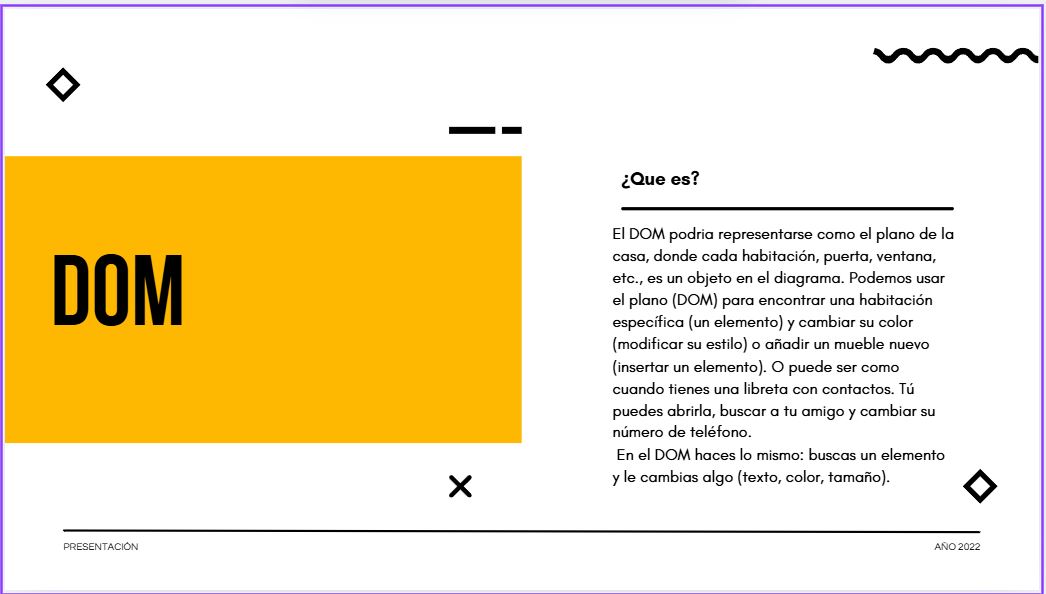 DOM
¿Que es?
El DOM podria representarse como el plano de la
casa, donde cada habitación, puerta, ventana,
etc., es un objeto en el diagrama. Podemos usar
el plano (DOM) para encontrar una habitación
específica (un elemento) y cambiar su color
(modificar su estilo) o añadir un mueble nuevo
(insertar un elemento). O puede ser como
cuando tienes una libreta con contactos. Tú
puedes abrirla, buscar a tu amigo y cambiar su
número de teléfono.
En el DOM haces lo mismo: buscas un elemento
y le cambias algo (texto, color, tamaño).
PRESENTACIÓN
AÑO 2022